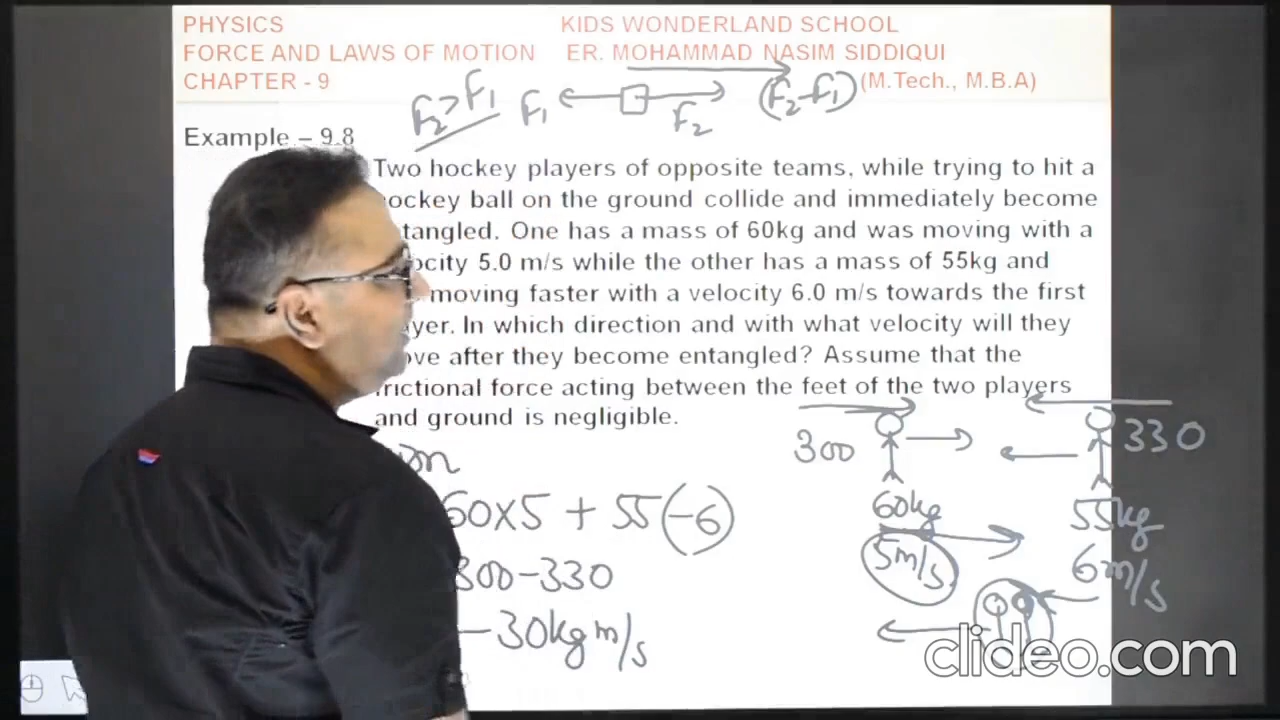 PHYSICS KIDS WONDERLAND SCHOOL
FORCE AND LAWS OF MOTION ER. MOHAMMAD NASIM SIDDIQUI
CHAPTER - 9 (M.Tech., M.B.A)
F2 > F1 F1 F2 (F2-F1)
Example – 9.8
Two hockey players of opposite teams, while trying to hit a
ockey ball on the ground collide and immediately become
tangled. One has a mass of 60kg and was moving with a
ocity 5.0 m/s while the other has a mass of 55kg and
moving faster with a velocity 6.0 m/s towards the first
yer. In which direction and with what velocity will they
ove after they become entangled? Assume that the
rictional force acting between the feet of the two players
and ground is negligible.
300 330
60×5 + 55(-6)
60kg 55kg
300-330
5m/s 6m/s
- 30kg m/s
clideo.com